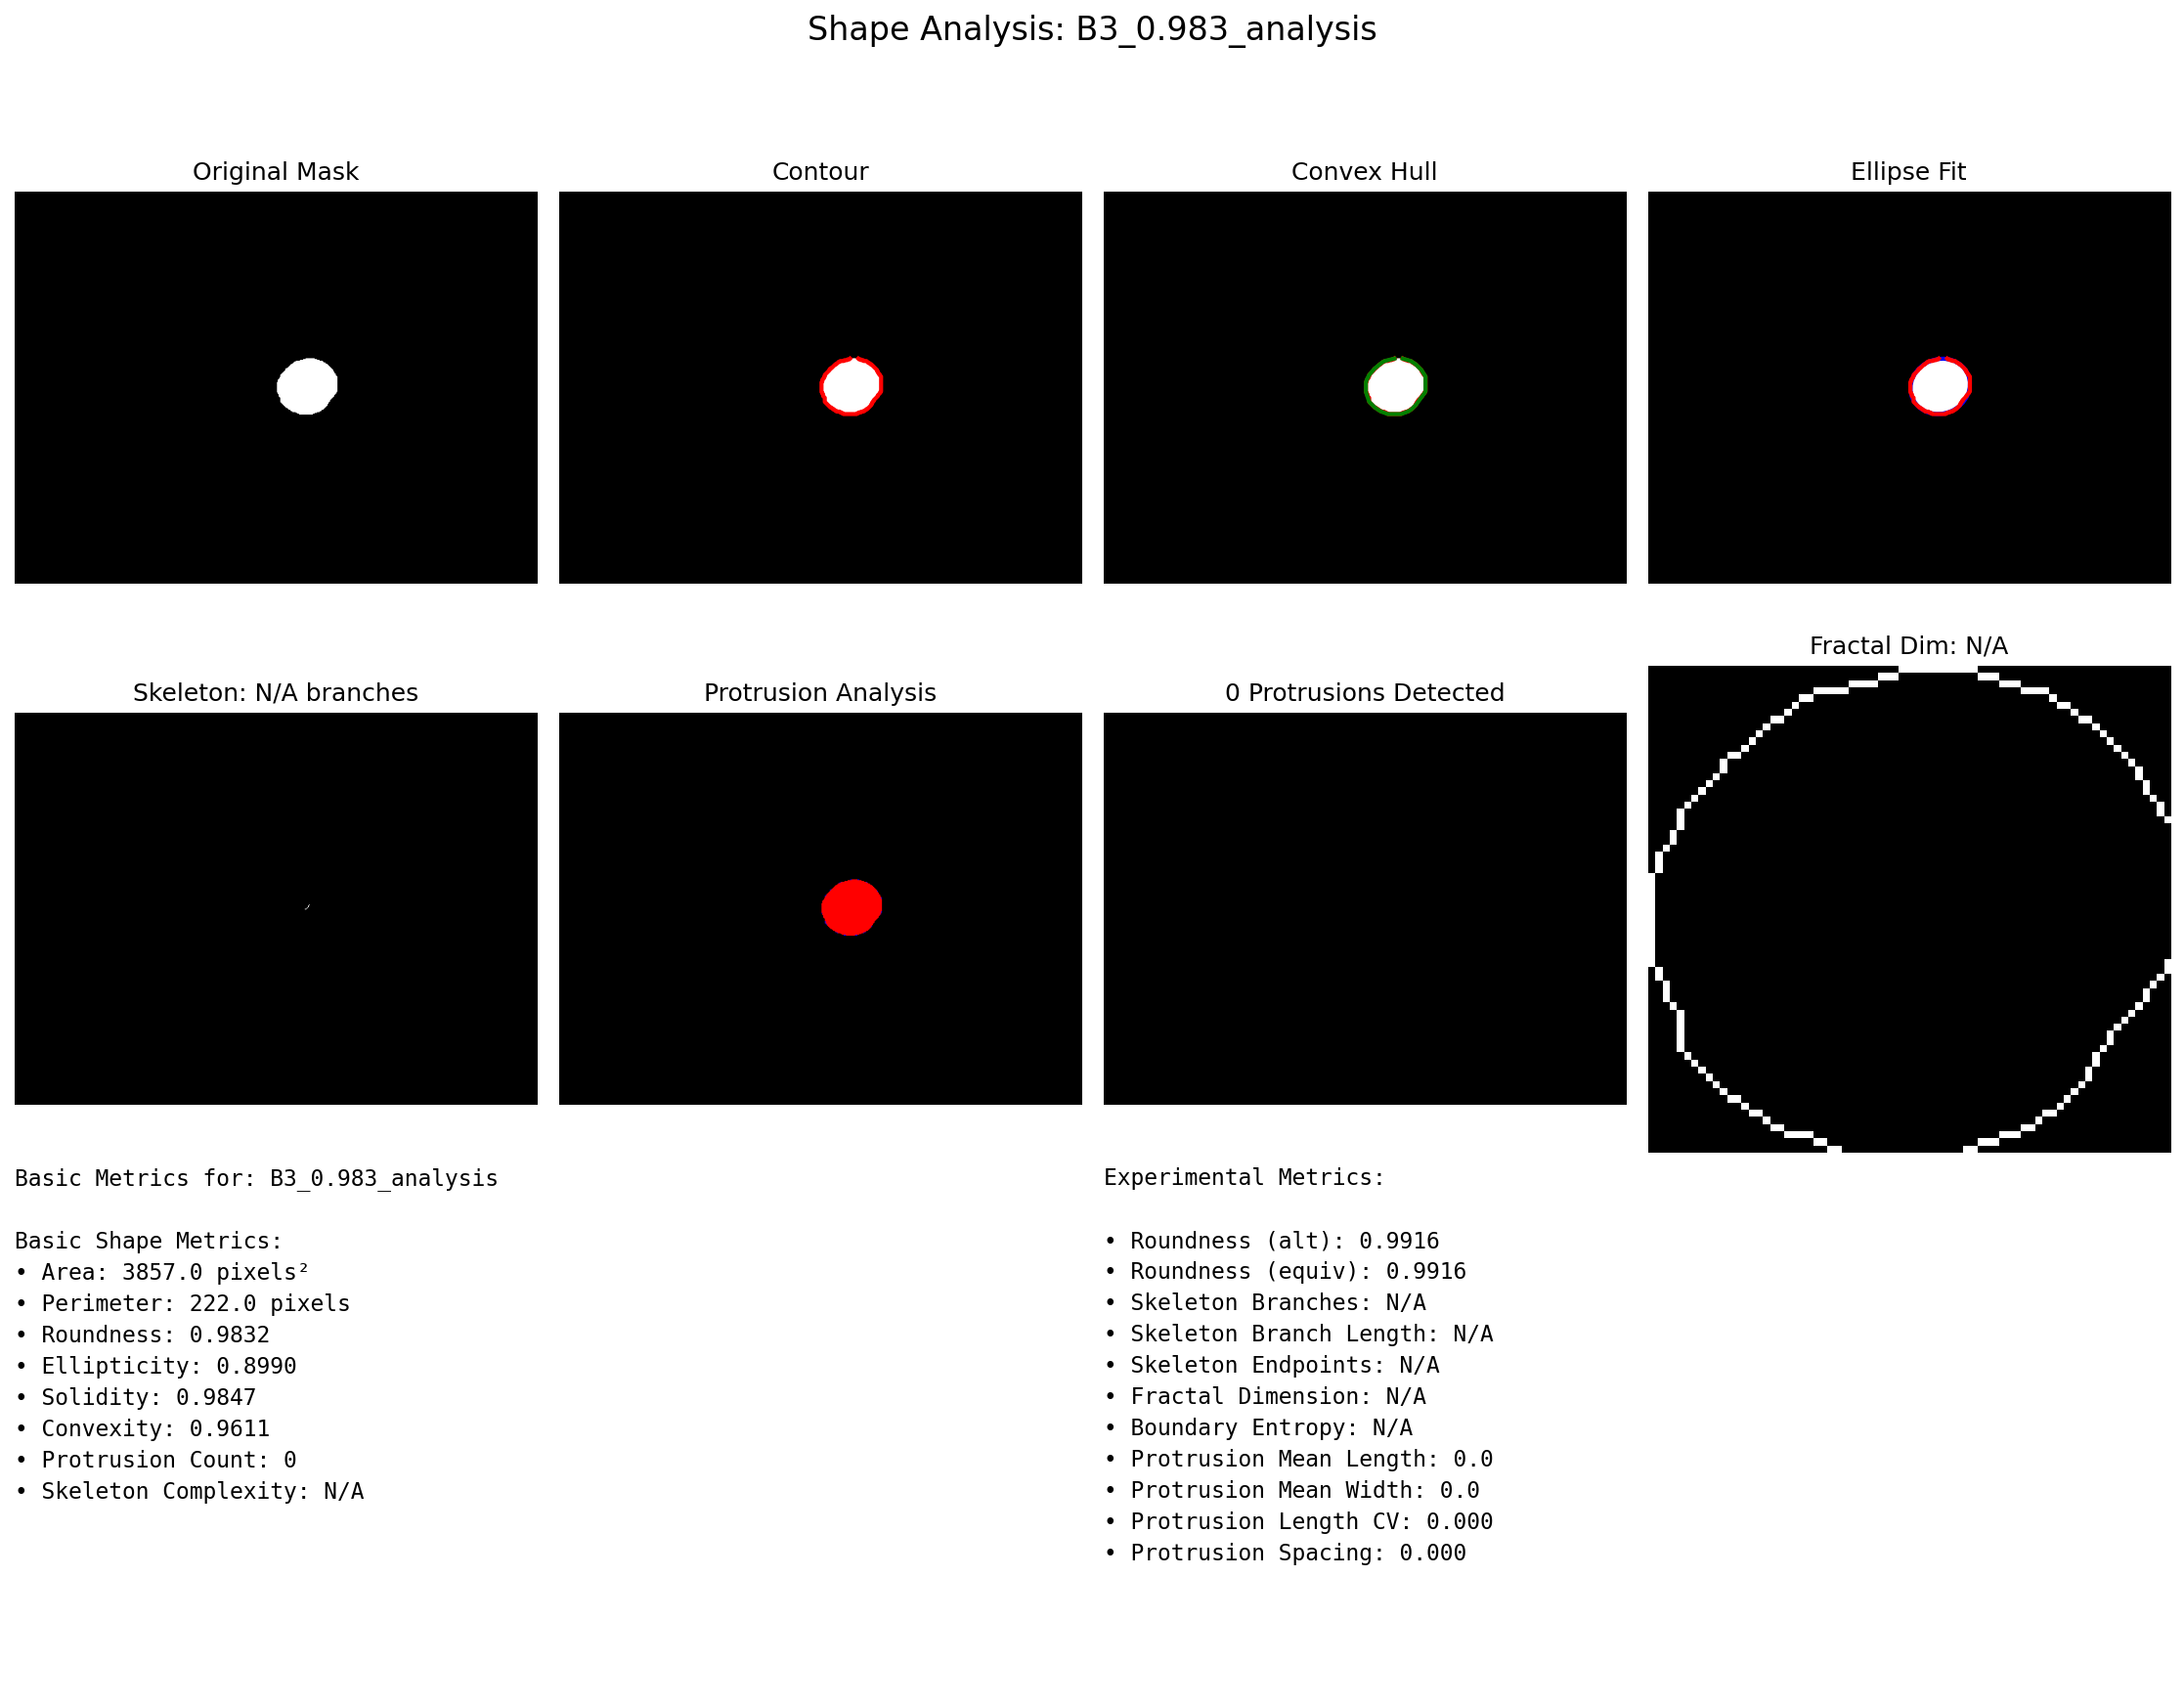 Shape Analysis: B3_0.983_analysis
Original Mask
Contour
Convex Hull
Ellipse Fit
Skeleton: N/A branches
Protrusion Analysis
0 Protrusions Detected
Fractal Dim: N/A
Basic Metrics for: B3_0.983_analysis
Basic Shape Metrics:
• Area: 3857.0 pixels²
• Perimeter: 222.0 pixels
• Roundness: 0.9832
• Ellipticity: 0.8990
• Solidity: 0.9847
• Convexity: 0.9611
• Protrusion Count: 0
• Skeleton Complexity: N/A
Experimental Metrics:
• Roundness (alt): 0.9916
• Roundness (equiv): 0.9916
• Skeleton Branches: N/A
• Skeleton Branch Length: N/A
• Skeleton Endpoints: N/A
• Fractal Dimension: N/A
• Boundary Entropy: N/A
• Protrusion Mean Length: 0.0
• Protrusion Mean Width: 0.0
• Protrusion Length CV: 0.000
• Protrusion Spacing: 0.000